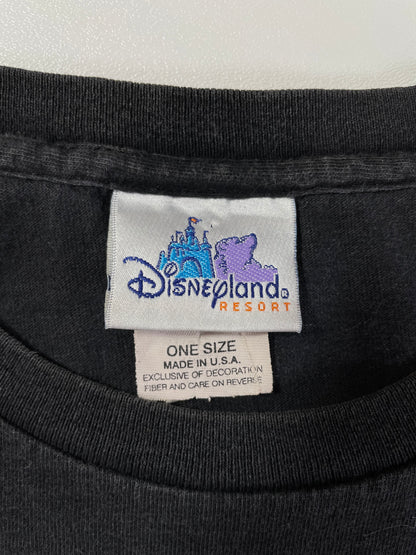 Disneyland®
RESORT
ONE SIZE
MADE IN U.S.A.
EXCLUSIVE OF DECORATION
FIBER AND CARE ON REVERSE